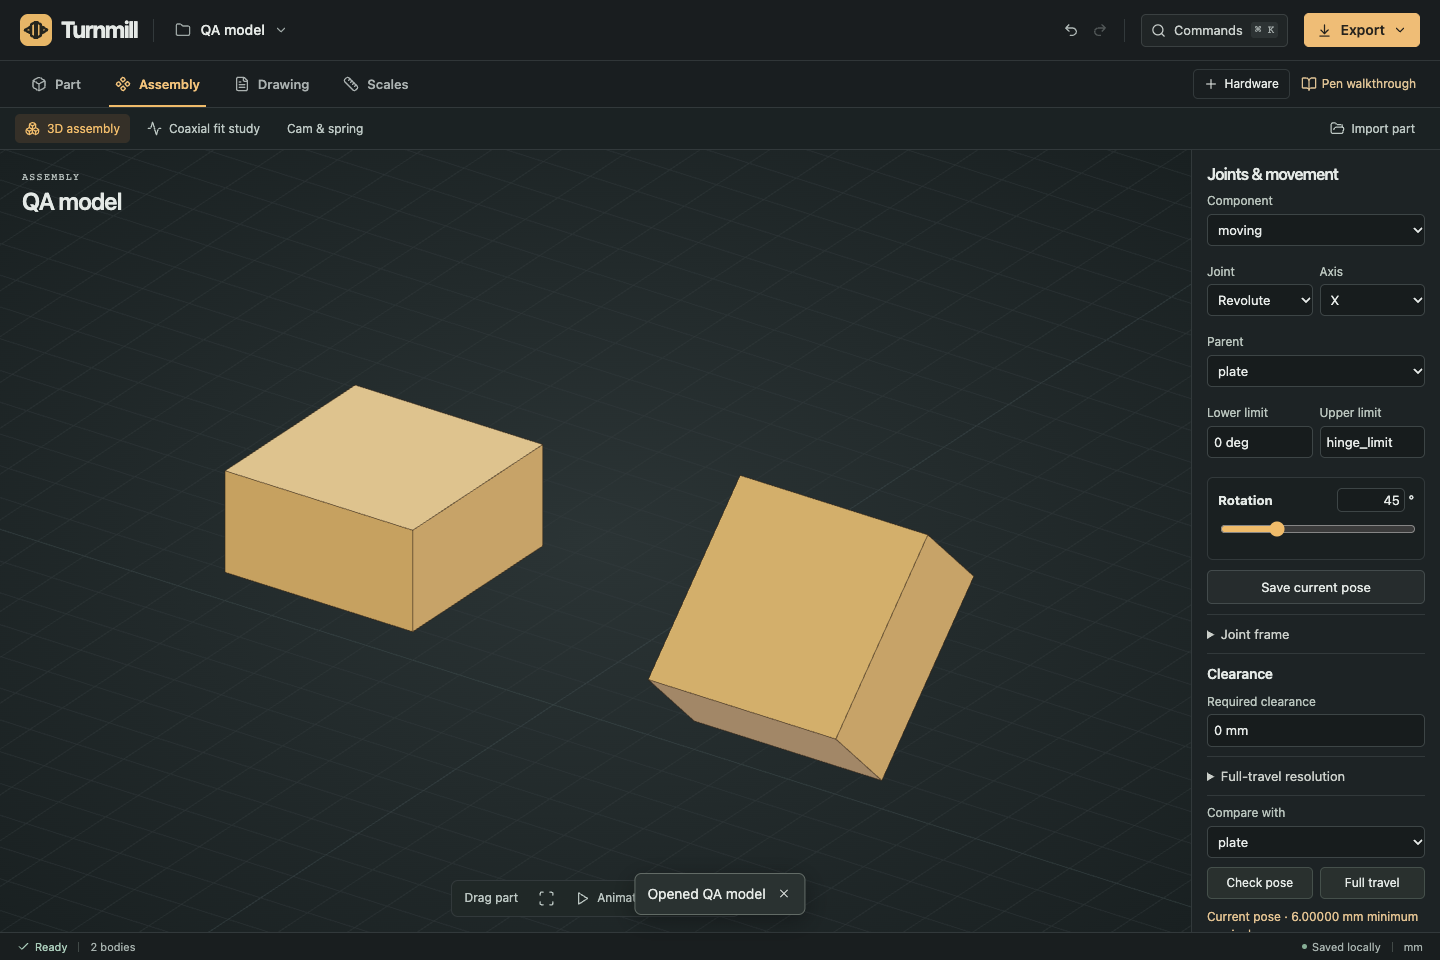 Turnmill
QA model
Commands ⌘ K
Export
Part
Assembly
Drawing
Scales
Hardware
Pen walkthrough
3D assembly
Coaxial fit study
Cam & spring
Import part
ASSEMBLY
QA model
Joints & movement
Component
moving
Joint Axis
Revolute X
Parent
plate
Lower limit Upper limit
0 deg hinge_limit
Rotation 45 °
Save current pose
Joint frame
Clearance
Required clearance
0 mm
Full-travel resolution
Compare with
plate
Check pose Full travel
Current pose · 6.00000 mm minimum
Drag part
Animat
Opened QA model
Ready
2 bodies
Saved locally
mm